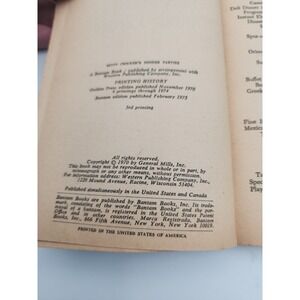 BETTY CROCKER'S DINNER PARTIES
A Bantam Book / published by arrangement with
Western Publishing Company, Inc.
PRINTING HISTORY
Golden Press edition published November 1970
4 printings through 1974
Bantam edition published February 1975
3rd printing
All rights reserved.
Copyright © 1970 by General Mills, Inc.
This book may not be reproduced in whole or in part, by
mimeograph or any other means, without permission.
For information address: Western Publishing Company, Inc.,
1220 Mound Avenue, Racine, Wisconsin 53404.
Published simultaneously in the United States and Canada
Bantam Books are published by Bantam Books, Inc. Its trade-
mark, consisting of the words "Bantam Books" and the por-
trayal of a bantam, is registered in the United States Patent
Office and in other countries. Marca Registrada. Bantam
Books, Inc., 666 Fifth Avenue, New York, New York 10019.
PRINTED IN THE UNITED STATES OF AMERICA